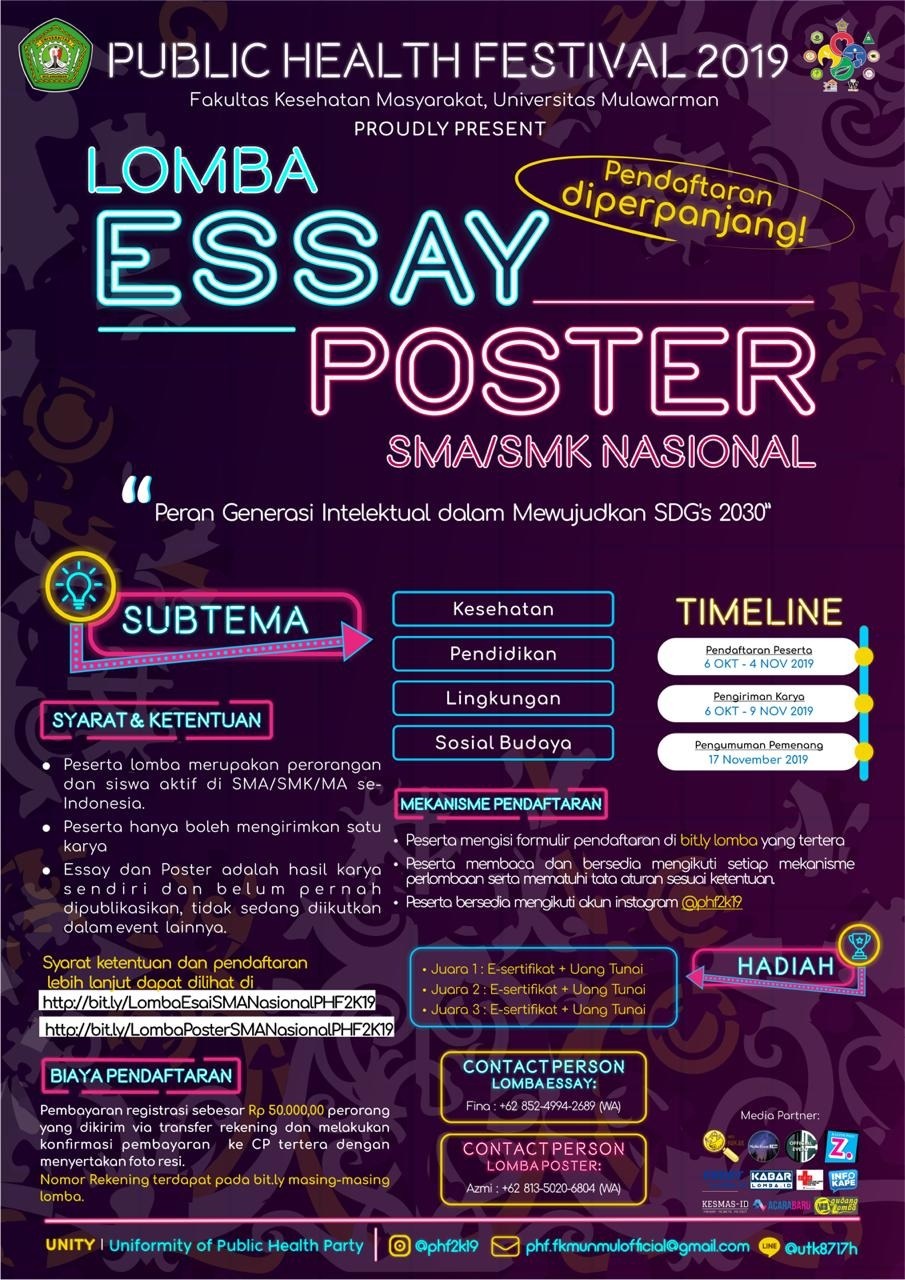 PUBLIC HEALTH FESTIVAL 2019
Fakultas Kesehatan Masyarakat, Universitas Mulawarman
PROUDLY PRESENT
LOMBA
ESSAY
Pendaftaran
diperpanjang!
POSTER
SMA/SMK NASIONAL
“Peran Generasi Intelektual dalam Mewujudkan SDG's 2030”
SUBTEMA
Kesehatan
Pendidikan
Lingkungan
Sosial Budaya
TIMELINE
Pendaftaran Peserta
6 OKT - 4 NOV 2019
Pengiriman Karya
6 OKT - 9 NOV 2019
Pengumuman Pemenang
17 November 2019
SYARAT & KETENTUAN
• Peserta lomba merupakan perorangan
dan siswa aktif di SMA/SMK/MA se-
Indonesia.
• Peserta hanya boleh mengirimkan satu
karya
• Essay dan Poster adalah hasil karya
sendiri dan belum pernah
dipublikasikan, tidak sedang diikutkan
dalam event lainnya.
Syarat ketentuan dan pendaftaran
lebih lanjut dapat dilihat di
http://bit.ly/LombaEsaiSMANasionalPHF2K19
http://bit.ly/LombaPosterSMANasionalPHF2K19
MEKANISME PENDAFTARAN
• Peserta mengisi formulir pendaftaran di bit.ly lomba yang tertera
• Peserta membaca dan bersedia mengikuti setiap mekanisme
perlombaan serta mematuhi tata aturan sesuai ketentuan.
• Peserta bersedia mengikuti akun instagram @phf2k19
HADIAH
• Juara 1 : E-sertifikat + Uang Tunai
• Juara 2 : E-sertifikat + Uang Tunai
• Juara 3 : E-sertifikat + Uang Tunai
BIAYA PENDAFTARAN
Pembayaran registrasi sebesar Rp 50.000,00 perorang
yang dikirim via transfer rekening dan melakukan
konfirmasi pembayaran ke CP tertera dengan
menyertakan foto resi.
Nomor Rekening terdapat pada bit.ly masing-masing
lomba.
CONTACT PERSON
LOMBA ESSAY:
Fina : +62 852-4994-2689 (WA)
CONTACT PERSON
LOMBA POSTER:
Azmi : +62 813-5020-6804 (WA)
Media Partner:
Z.
KABAR
LOMBA.ID
INFO
KAPE
KESMAS-ID
ACARABARU
gudang
lomba
UNITY | Uniformity of Public Health Party
@phf2k19
phf.fkmunmulofficial@gmail.com
LINE
@utk8717h